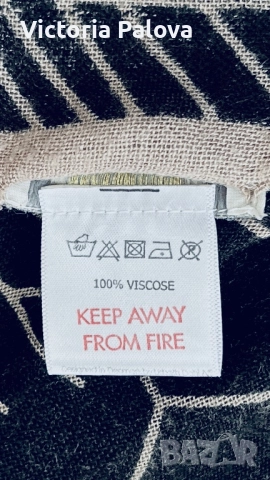 Victoria Palova
100% VISCOSE
KEEP AWAY
FROM FIRE
BAZAR